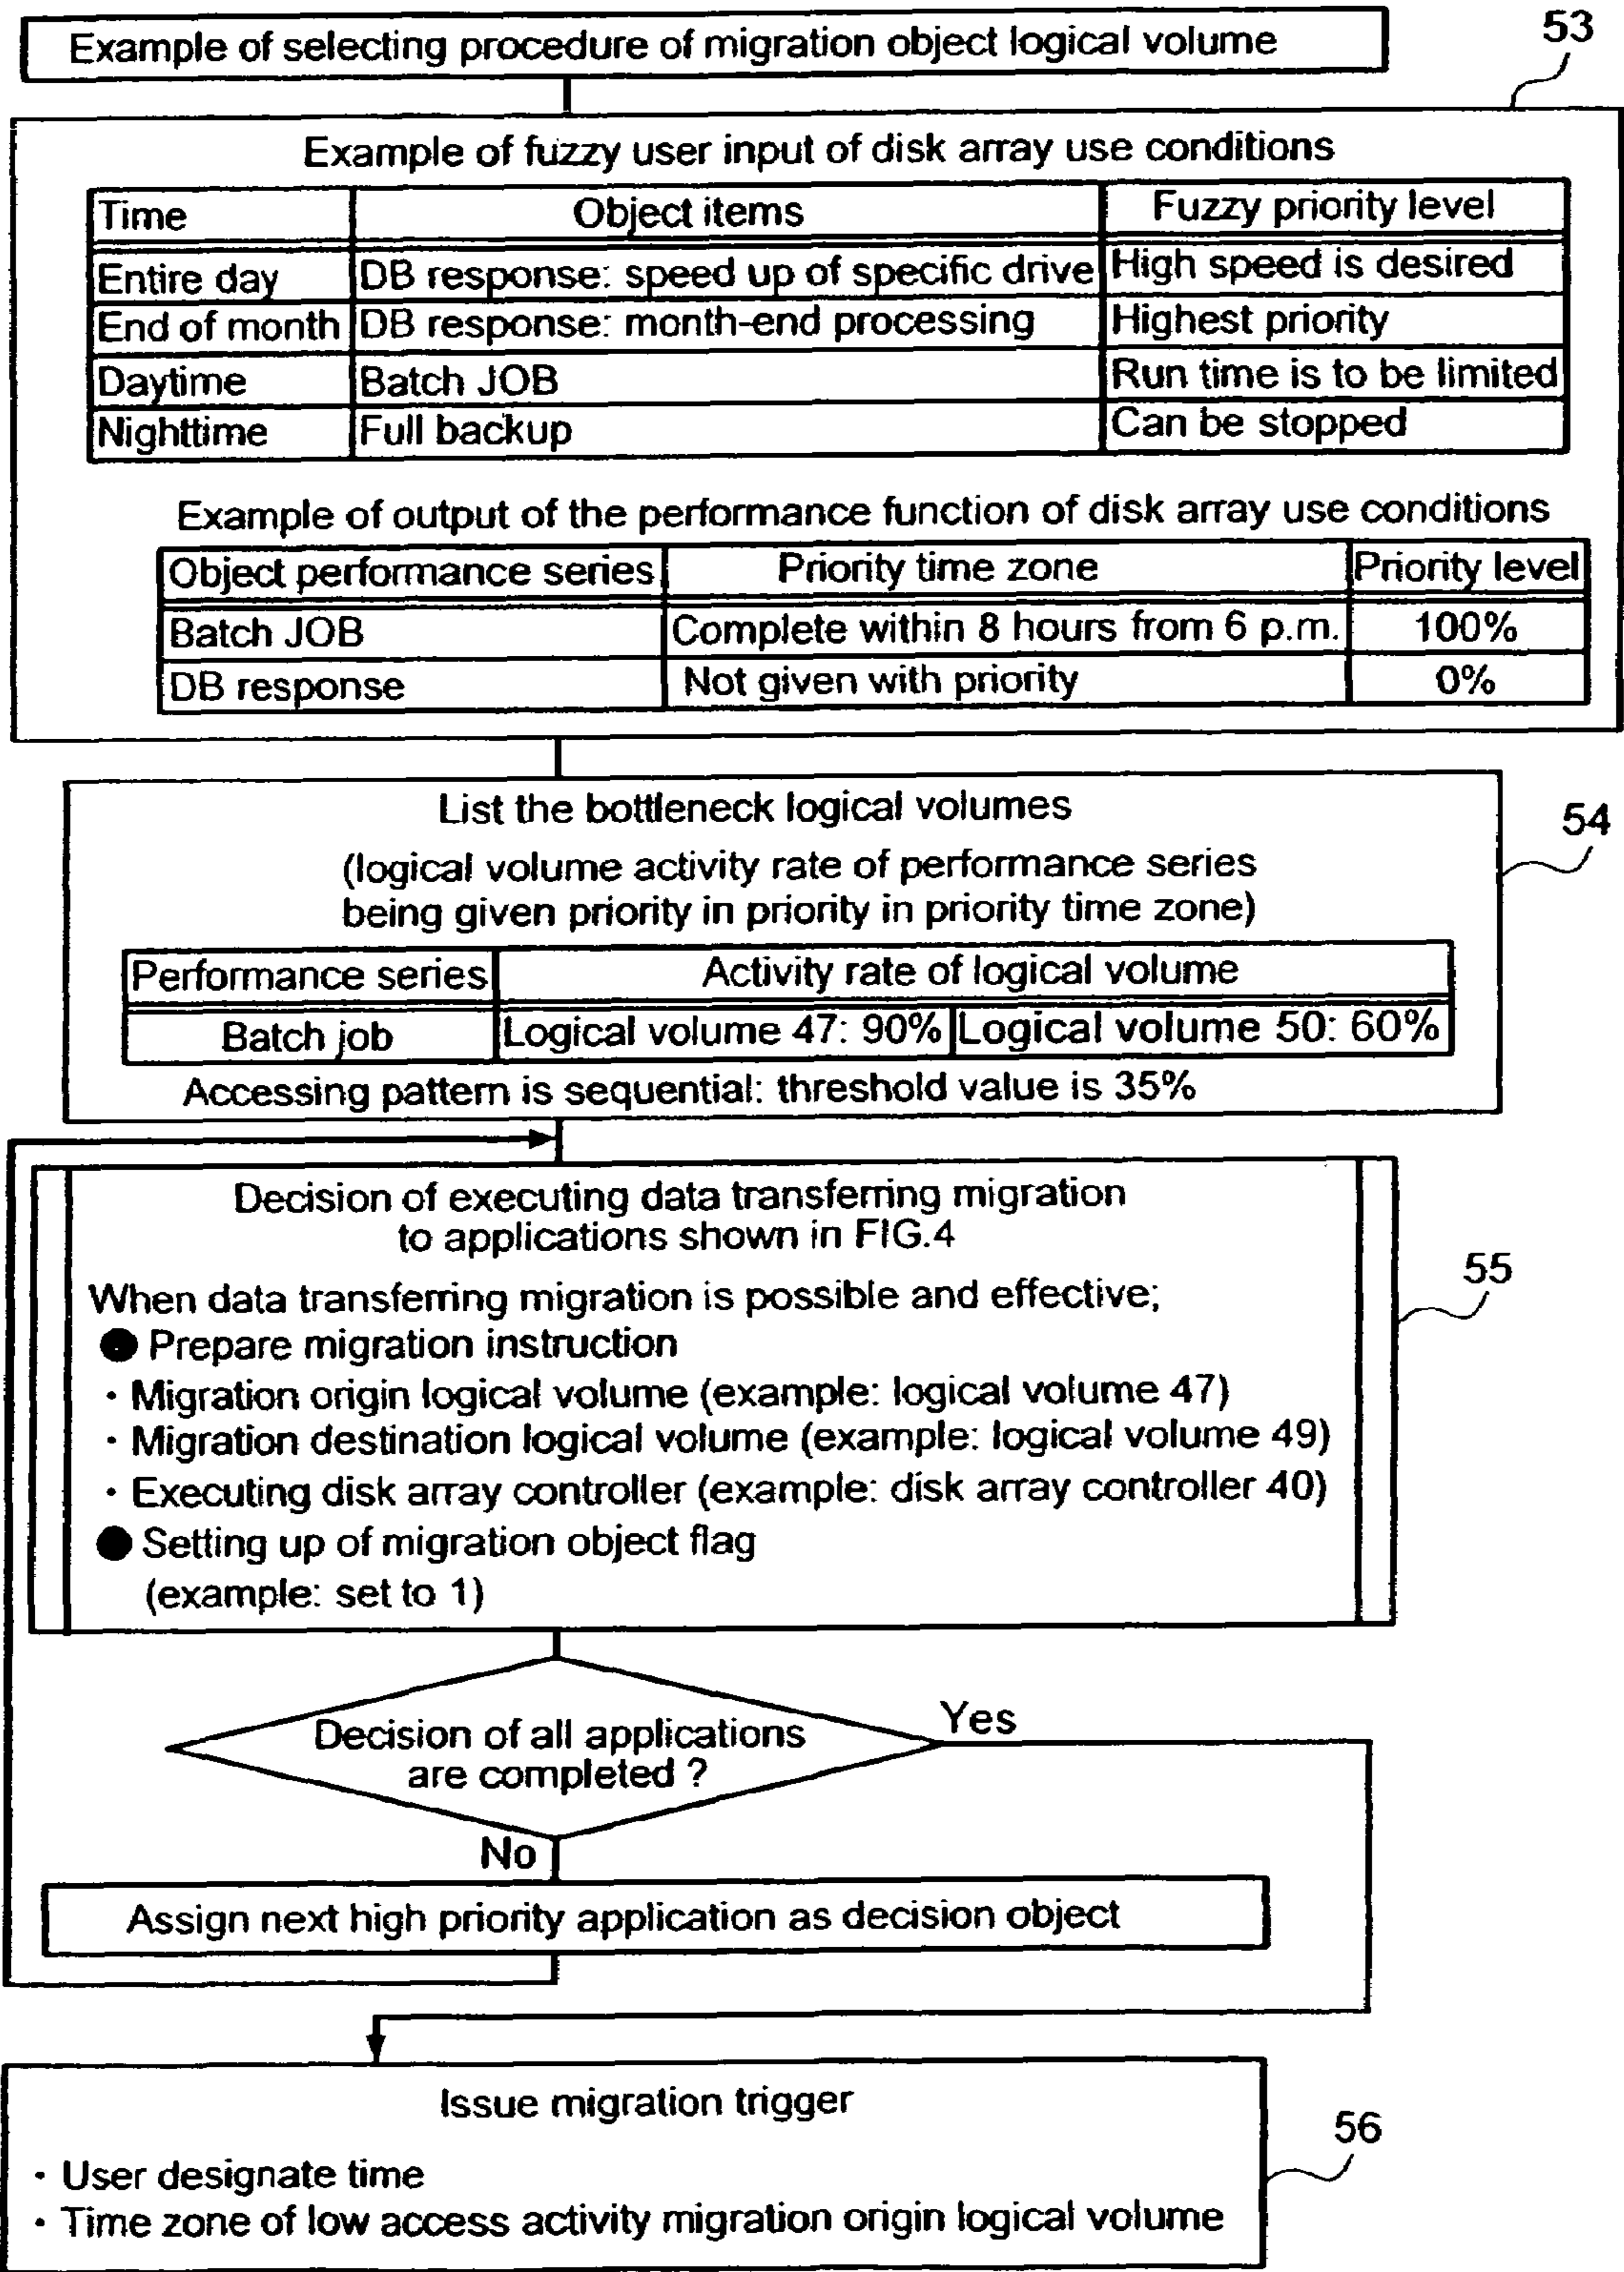 Example of selecting procedure of migration object logical volume
53
Example of fuzzy user input of disk array use conditions
Time Object items Fuzzy priority level
Entire day DB response: speed up of specific drive High speed is desired
End of month DB response: month-end processing Highest priority
Daytime Batch JOB Run time is to be limited
Nighttime Full backup Can be stopped
Example of output of the performance function of disk array use conditions
Object performance series Priority time zone Priority level
Batch JOB Complete within 8 hours from 6 p.m. 100%
DB response Not given with priority 0%
List the bottleneck logical volumes
54
(logical volume activity rate of performance series
being given priority in priority in priority time zone)
Performance series Activity rate of logical volume
Batch job Logical volume 47: 90% Logical volume 50: 60%
Accessing pattern is sequential: threshold value is 35%
Decision of executing data transferring migration
to applications shown in FIG.4
55
When data transferring migration is possible and effective;
● Prepare migration instruction
· Migration origin logical volume (example: logical volume 47)
· Migration destination logical volume (example: logical volume 49)
· Executing disk array controller (example: disk array controller 40)
● Setting up of migration object flag
(example: set to 1)
Decision of all applications
are completed ?
Yes
No
Assign next high priority application as decision object
Issue migration trigger
56
· User designate time
· Time zone of low access activity migration origin logical volume